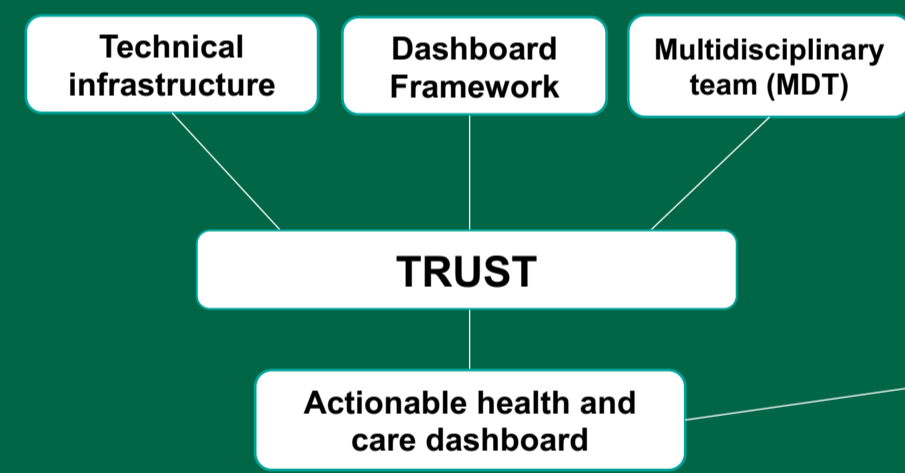 Technical
infrastructure
Dashboard
Framework
Multidisciplinary
team (MDT)
TRUST
Actionable health and
care dashboard